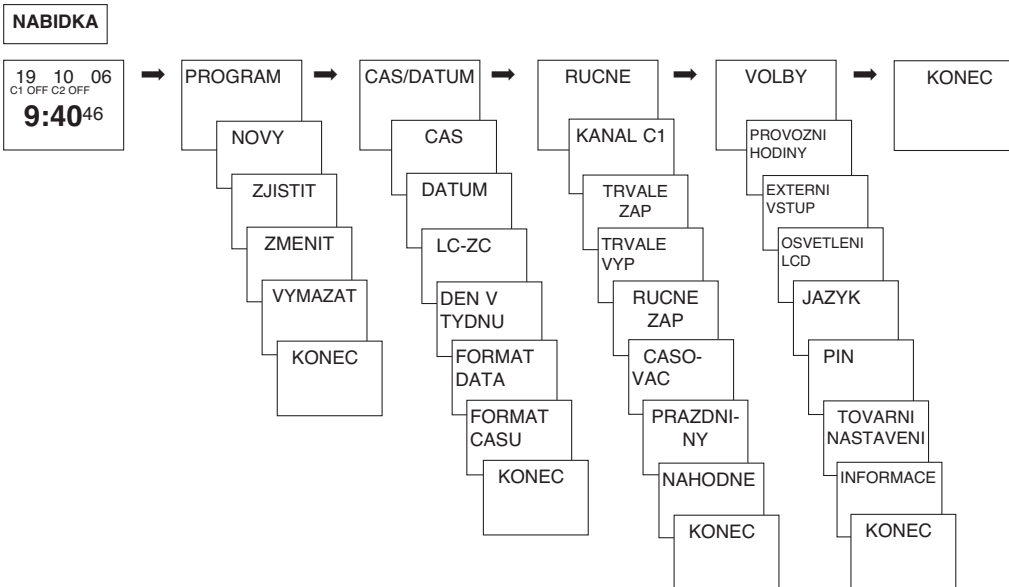 NABIDKA
19 10 06
C1 OFF C2 OFF
9:40 46
PROGRAM
NOVY
ZJISTIT
ZMENIT
VYMAZAT
KONEC
CAS/DATUM
CAS
DATUM
LC-ZC
DEN V
TYDNU
FORMAT
DATA
FORMAT
CASU
KONEC
RUCNE
KANAL C1
TRVALE
ZAP
TRVALE
VYP
RUCNE
ZAP
CASO-
VAC
PRAZDNI-
NY
NAHODNE
KONEC
VOLBY
PROVOZNI
HODINY
EXTERNI
VSTUP
OSVETLENI
LCD
JAZYK
PIN
TOVARNI
NASTAVENI
INFORMACE
KONEC
KONEC